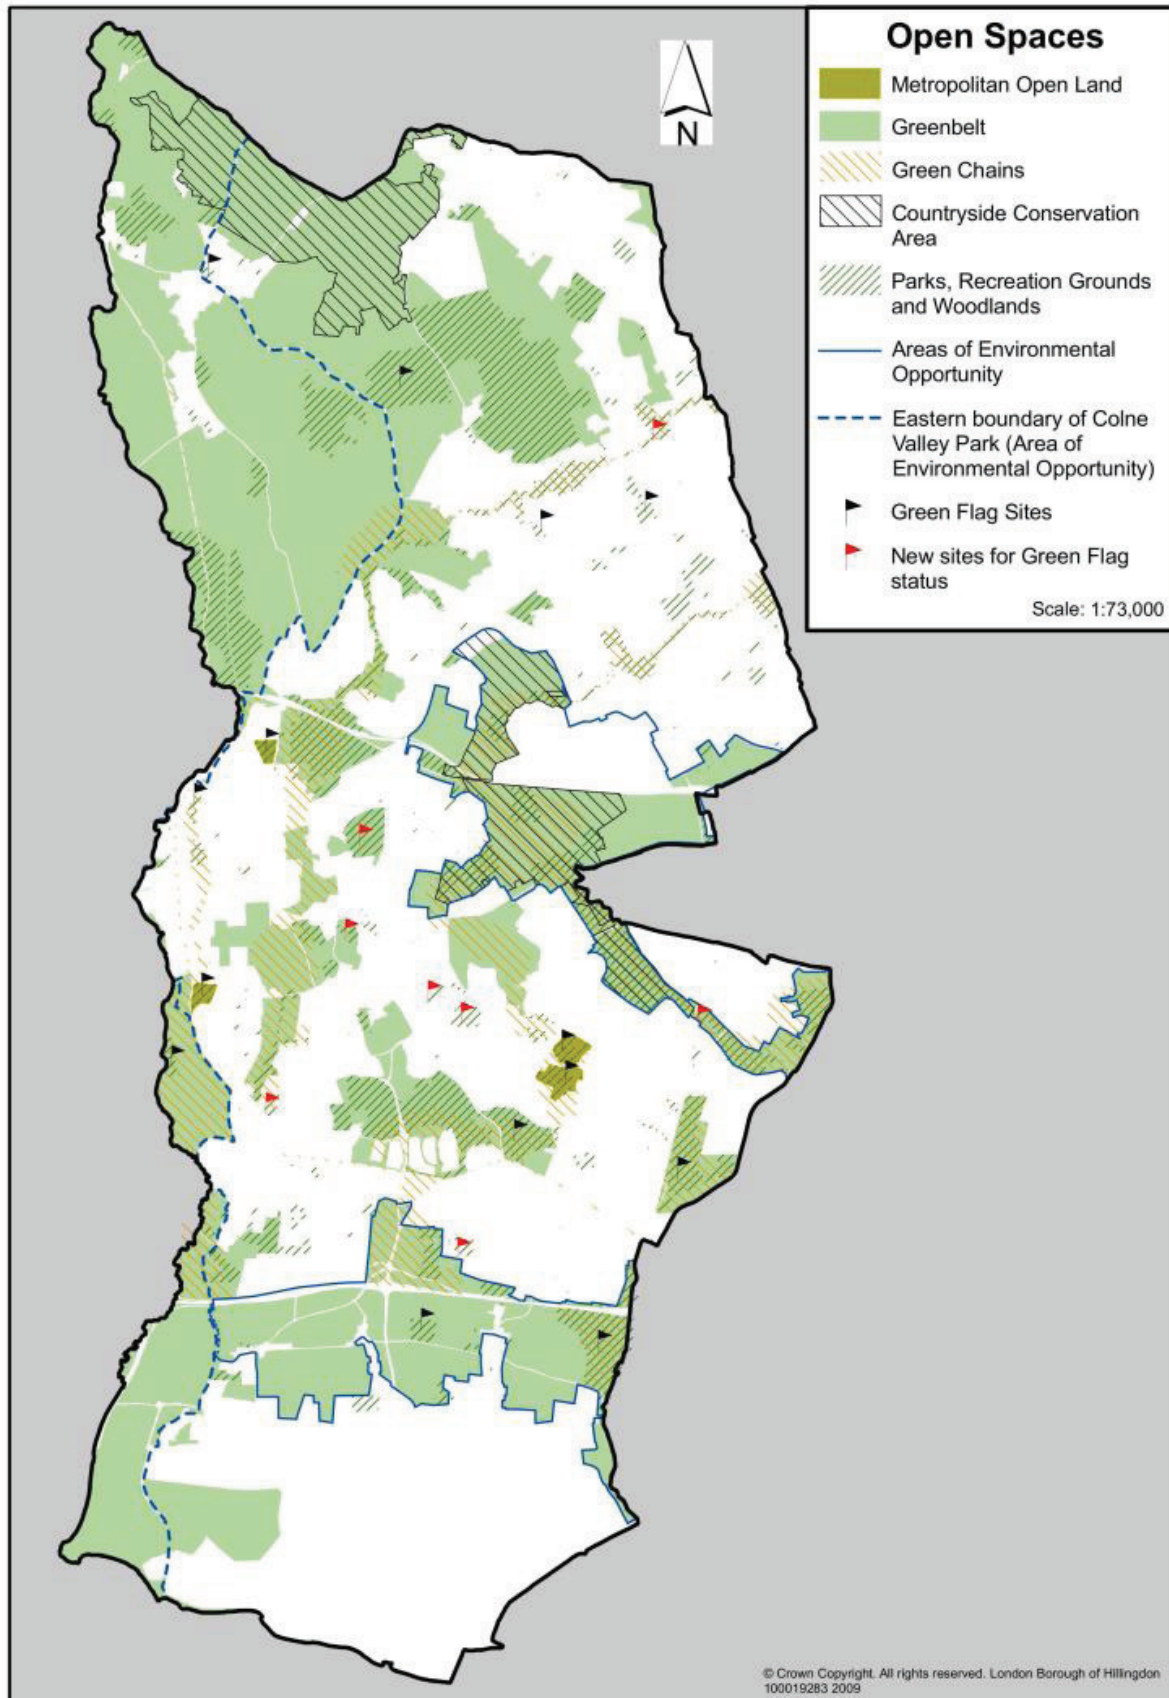 Open Spaces
Metropolitan Open Land
Greenbelt
Green Chains
Countryside Conservation
Area
Parks, Recreation Grounds
and Woodlands
Areas of Environmental
Opportunity
Eastern boundary of Colne
Valley Park (Area of
Environmental Opportunity)
Green Flag Sites
New sites for Green Flag
status
Scale: 1:73,000
N
© Crown Copyright. All rights reserved. London Borough of Hillingdon
100019283 2009